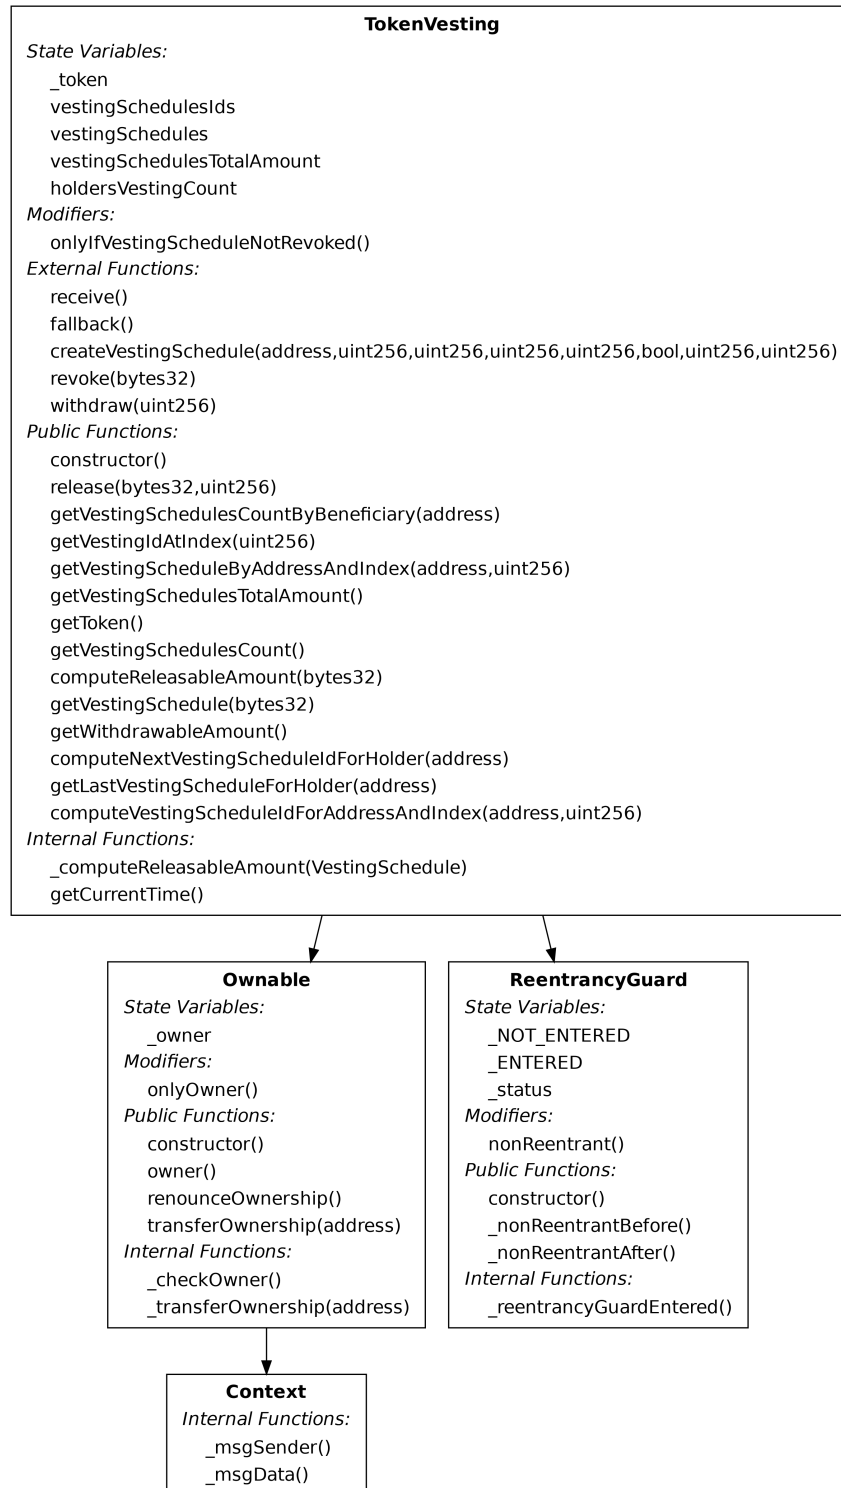 TokenVesting
State Variables:
_token
vestingSchedulesIds
vestingSchedules
vestingSchedulesTotalAmount
holdersVestingCount
Modifiers:
onlyIfVestingScheduleNotRevoked()
External Functions:
receive()
fallback()
createVestingSchedule(address,uint256,uint256,uint256,uint256,bool,uint256,uint256)
revoke(bytes32)
withdraw(uint256)
Public Functions:
constructor()
release(bytes32,uint256)
getVestingSchedulesCountByBeneficiary(address)
getVestingIdAtIndex(uint256)
getVestingScheduleByAddressAndIndex(address,uint256)
getVestingSchedulesTotalAmount()
getToken()
getVestingSchedulesCount()
computeReleasableAmount(bytes32)
getVestingSchedule(bytes32)
getWithdrawableAmount()
computeNextVestingScheduleIdForHolder(address)
getLastVestingScheduleForHolder(address)
computeVestingScheduleIdForAddressAndIndex(address,uint256)
Internal Functions:
_computeReleasableAmount(VestingSchedule)
getCurrentTime()
Ownable
State Variables:
_owner
Modifiers:
onlyOwner()
Public Functions:
constructor()
owner()
renounceOwnership()
transferOwnership(address)
Internal Functions:
_checkOwner()
_transferOwnership(address)
ReentrancyGuard
State Variables:
_NOT_ENTERED
_ENTERED
_status
Modifiers:
nonReentrant()
Public Functions:
constructor()
_nonReentrantBefore()
_nonReentrantAfter()
Internal Functions:
_reentrancyGuardEntered()
Context
Internal Functions:
_msgSender()
_msgData()